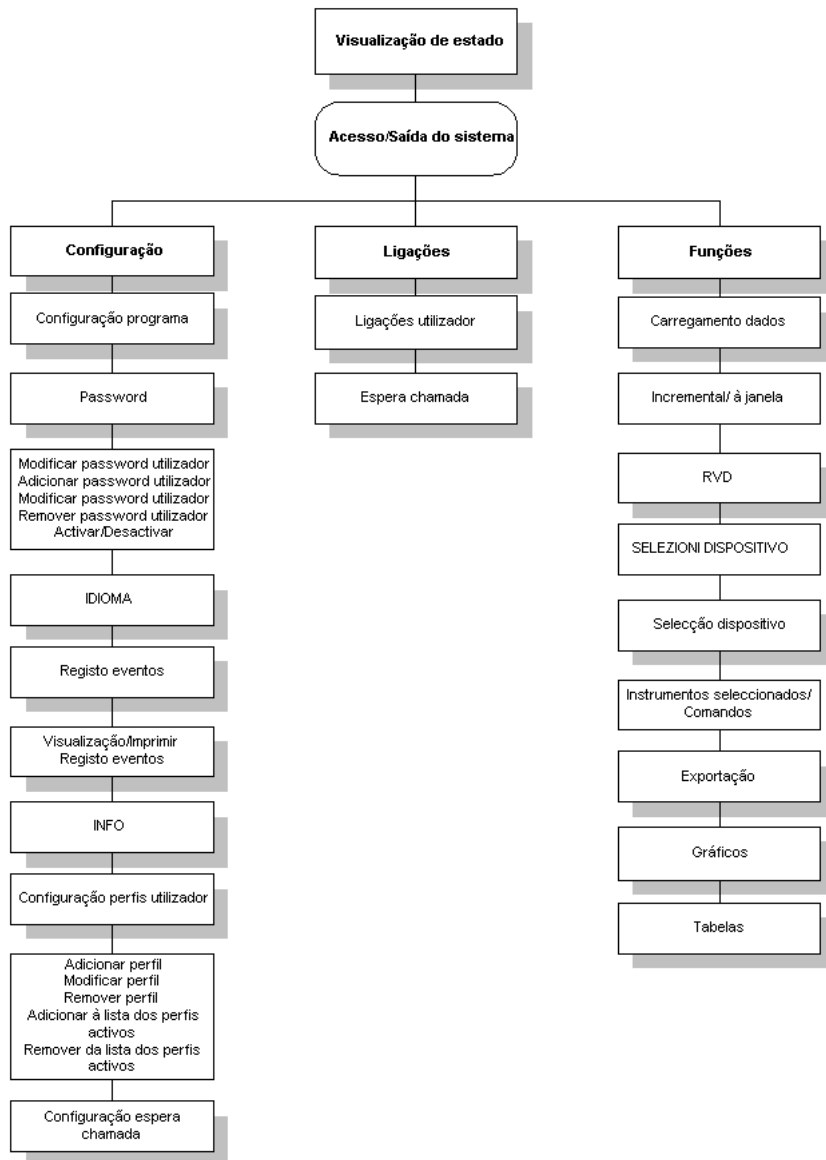 Visualização de estado
Acesso/Saída do sistema
Configuração
Configuração programa
Password
Modificar password utilizador
Adicionar password utilizador
Modificar password utilizador
Remover password utilizador
Activar/Desactivar
IDIOMA
Registo eventos
Visualização/Imprimir
Registo eventos
INFO
Configuração perfis utilizador
Adicionar perfil
Modificar perfil
Remover perfil
Adicionar à lista dos perfis
activos
Remover da lista dos perfis
activos
Configuração espera
chamada
Ligações
Ligações utilizador
Espera chamada
Funções
Carregamento dados
Incremental/ à janela
RVD
SELEZIONI DISPOSITIVO
Selecção dispositivo
Instrumentos seleccionados/
Comandos
Exportação
Gráficos
Tabelas